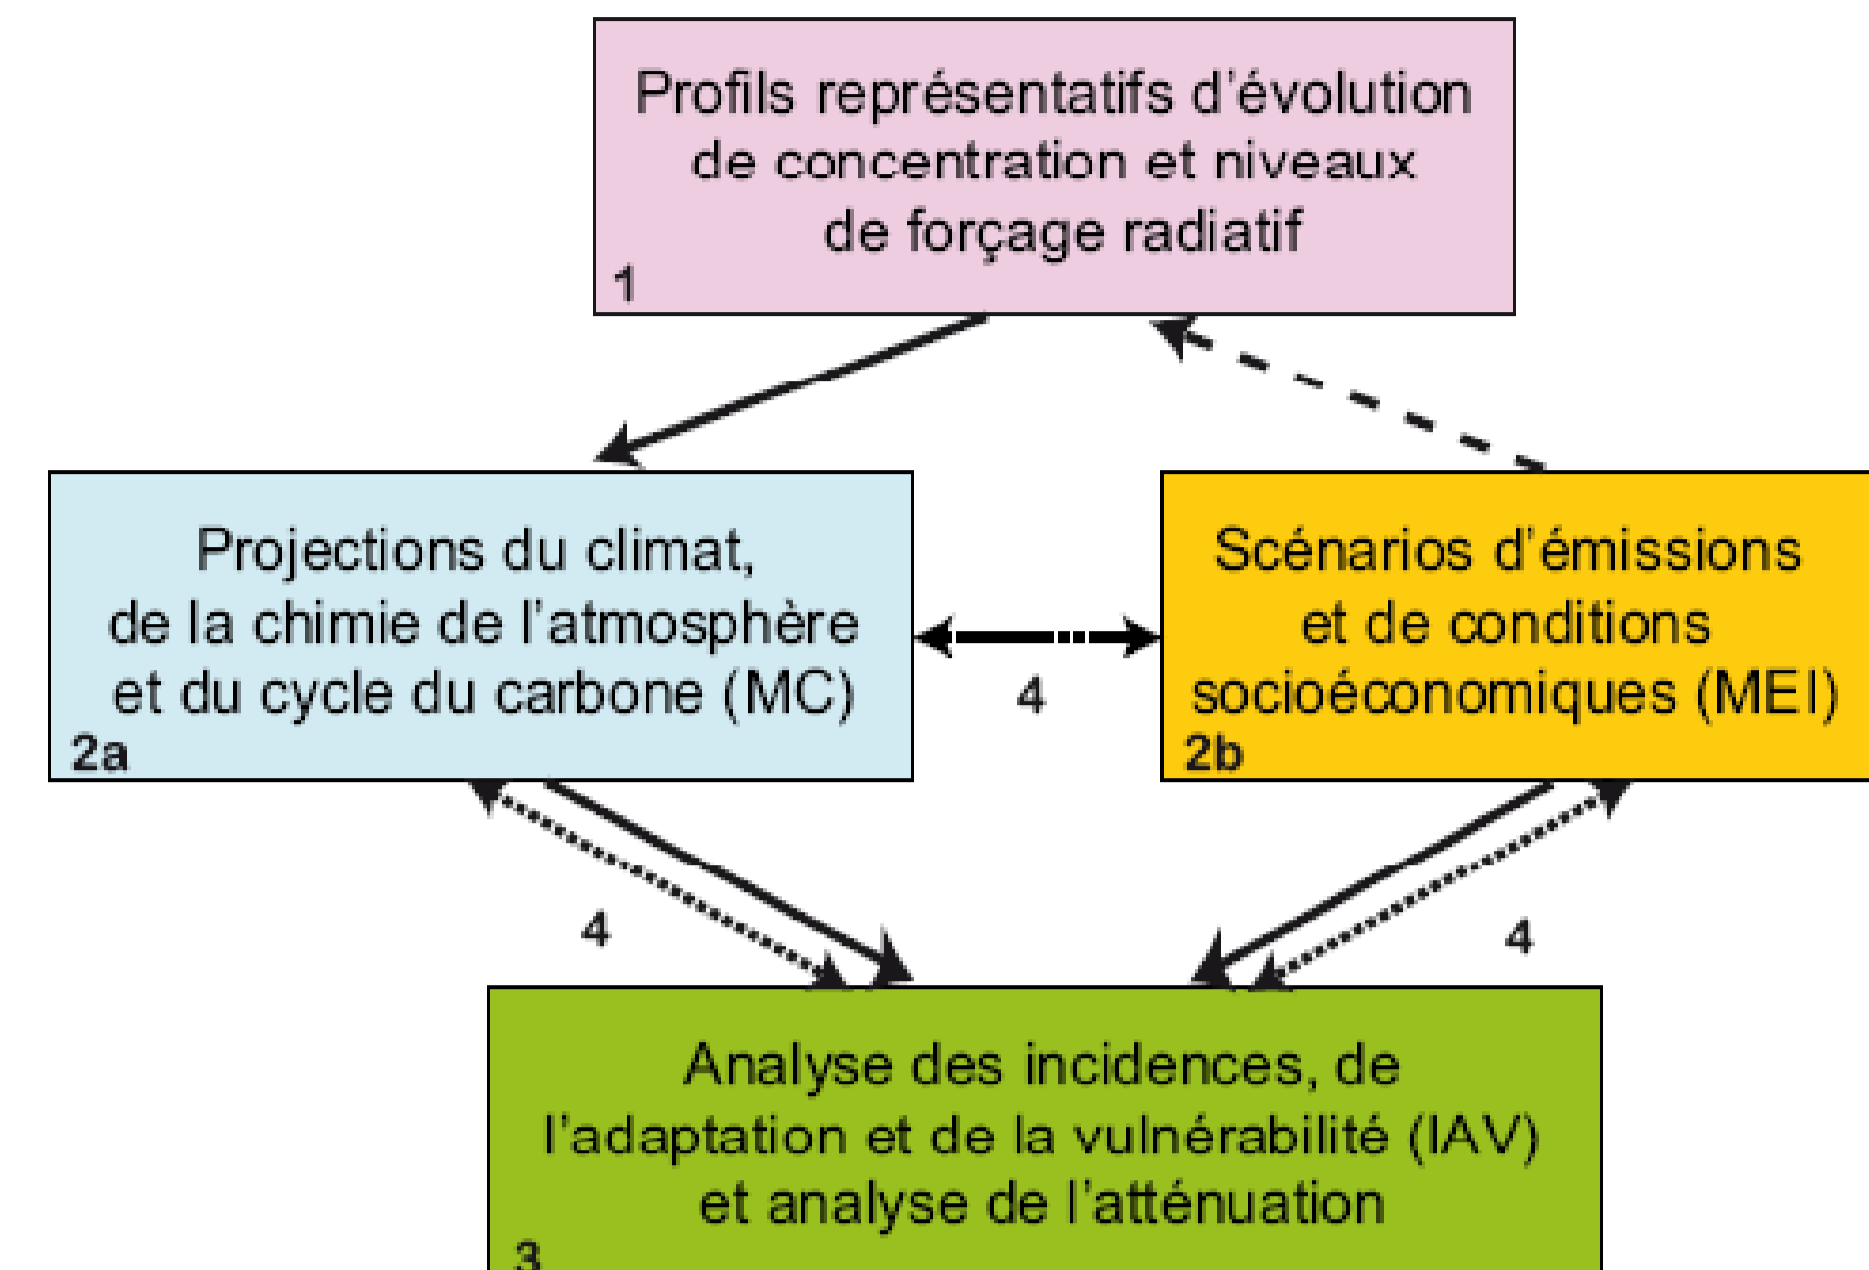 Profils représentatifs d'évolution
de concentration et niveaux
de forçage radiatif
1
Projections du climat,
de la chimie de l'atmosphère
et du cycle du carbone (MC)
2a
4
Scénarios d'émissions
et de conditions
socioéconomiques (MEI)
2b
4
4
Analyse des incidences, de
l'adaptation et de la vulnérabilité (IAV)
et analyse de l'atténuation
3